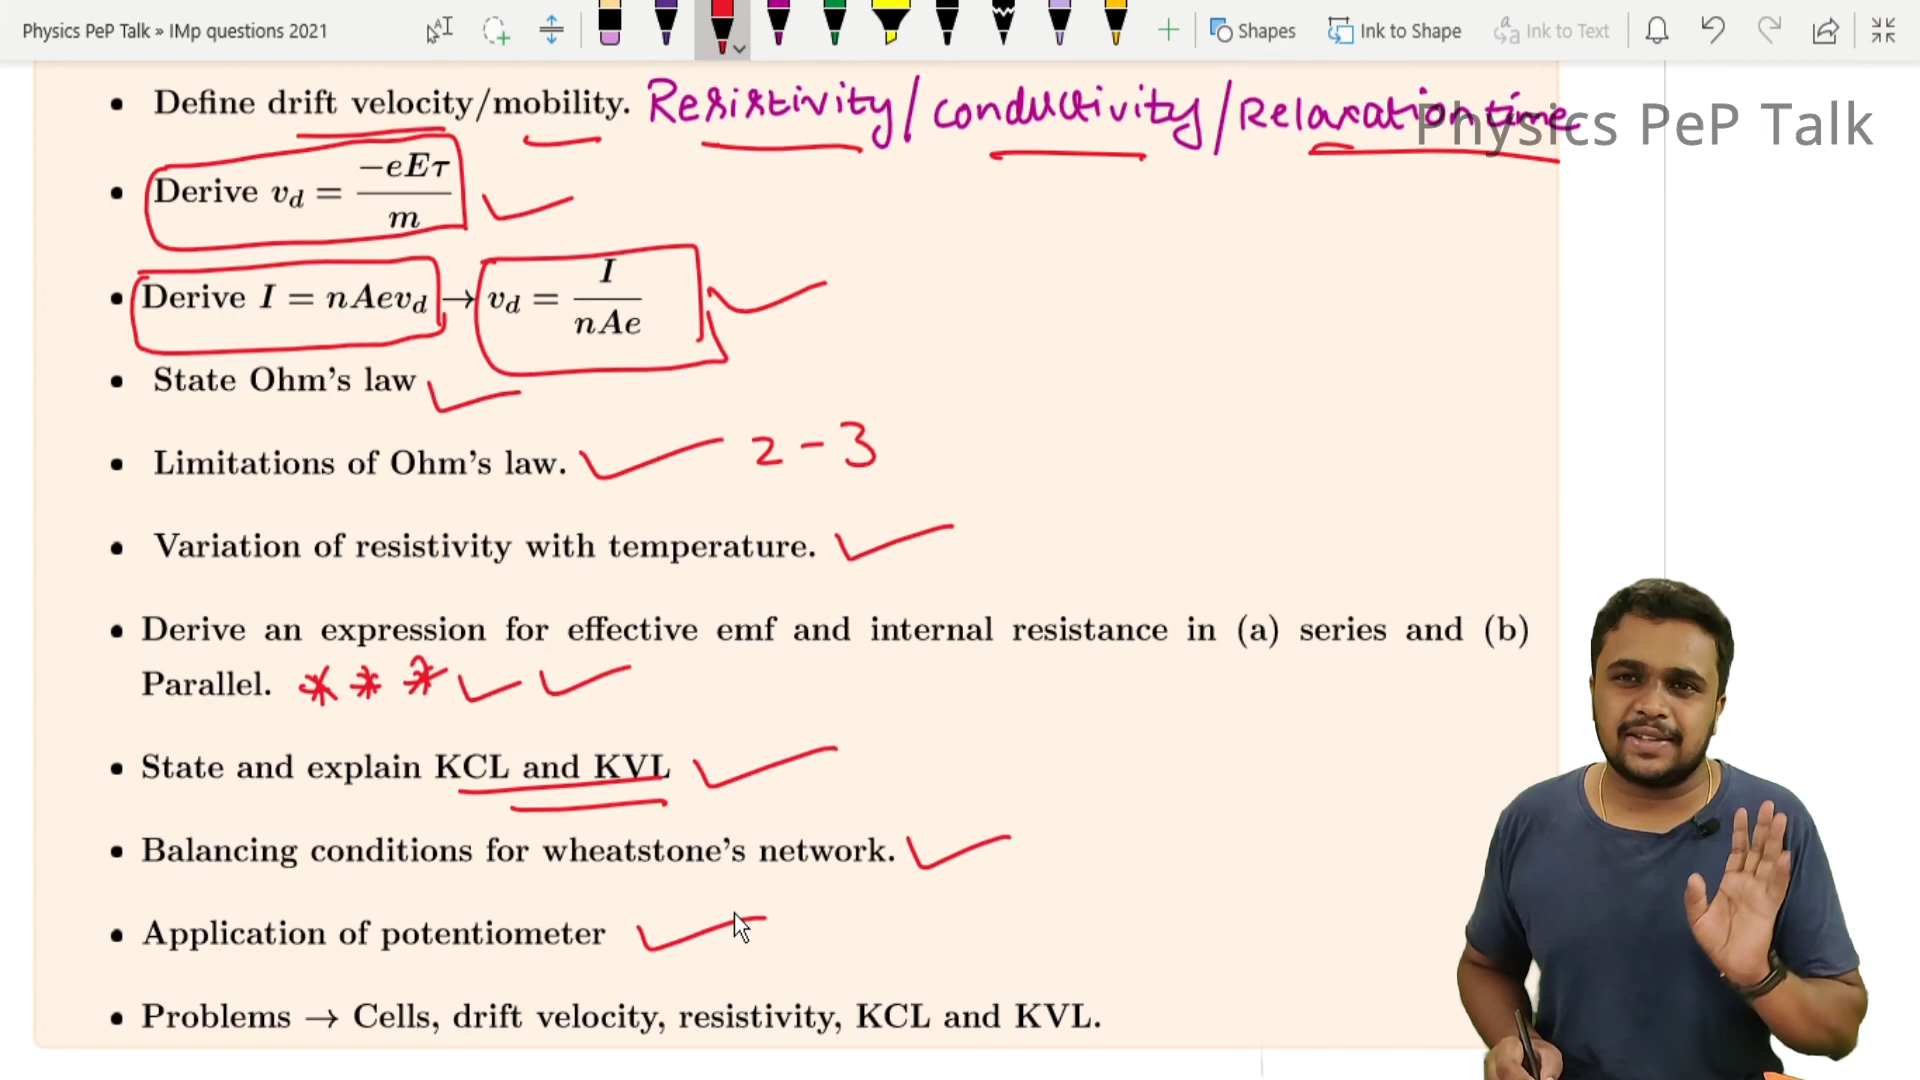 Physics PeP Talk » IMp questions 2021
Shapes
Ink to Shape
Ink to Text
• Define drift velocity/mobility. Resistivity/conductivity/Relaxation time
Physics PeP Talk
• Derive v_d = -eEτ/m
• Derive I = nAev_d → v_d = I/nAe
• State Ohm's law
• Limitations of Ohm's law. 2-3
• Variation of resistivity with temperature.
• Derive an expression for effective emf and internal resistance in (a) series and (b)
Parallel. * * *
• State and explain KCL and KVL
• Balancing conditions for wheatstone's network.
• Application of potentiometer
• Problems → Cells, drift velocity, resistivity, KCL and KVL.